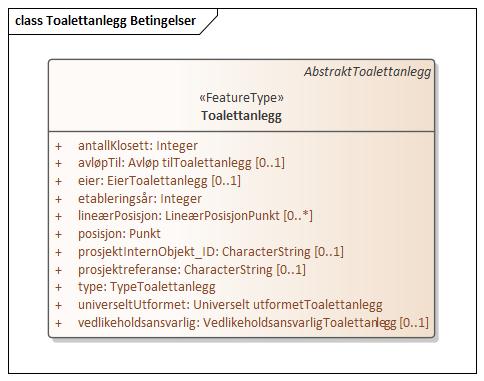 class Toalettanlegg Betingelser
AbstraktToalettanlegg
«FeatureType»
Toalettanlegg
+ antallKlosett: Integer
+ avløpTil: Avløp tilToalettanlegg [0..1]
+ eier: EierToalettanlegg [0..1]
+ etableringsår: Integer
+ lineærPosisjon: LineærPosisjonPunkt [0..*]
+ posisjon: Punkt
+ prosjektInternObjekt_ID: CharacterString [0..1]
+ prosjektreferanse: CharacterString [0..1]
+ type: TypeToalettanlegg
+ universeltUtformet: Universelt utformetToalettanlegg
+ vedlikeholdsansvarlig: VedlikeholdsansvarligToalettanlegg [0..1]